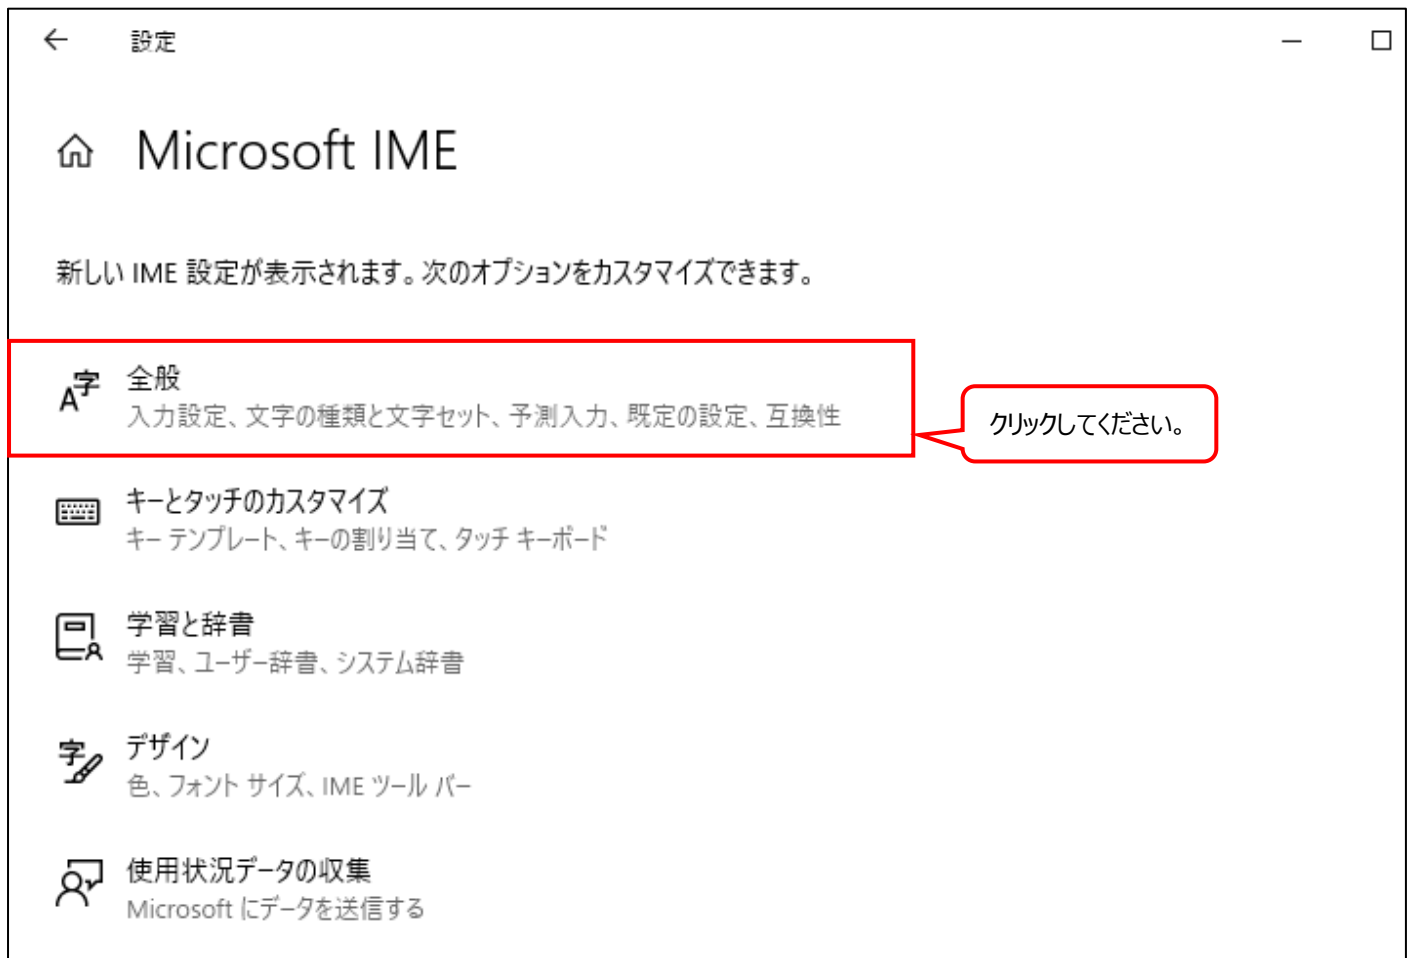 設定
Microsoft IME
新しい IME 設定が表示されます。次のオプションをカスタマイズできます。
全般
入力設定、文字の種類と文字セット、予測入力、既定の設定、互換性
クリックしてください。
キーとタッチのカスタマイズ
キー テンプレート、キーの割り当て、タッチ キーボード
学習と辞書
学習、ユーザー辞書、システム辞書
デザイン
色、フォント サイズ、IME ツール バー
使用状況データの収集
Microsoft にデータを送信する